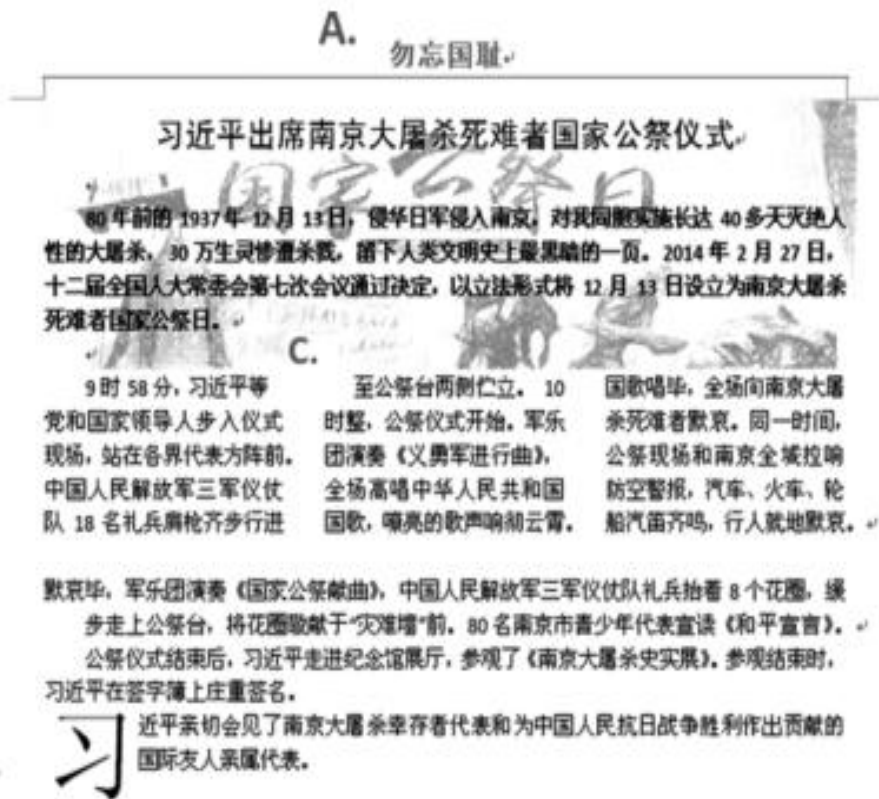 A.
勿忘国耻
习近平出席南京大屠杀死难者国家公祭仪式
国家公祭日
80年前的1937年12月13日，侵华日军侵入南京，对我同胞实施长达40多天灭绝人
性的大屠杀，30万生灵惨遭杀戮，留下人类文明史上最黑暗的一页。2014年2月27日，
十二届全国人大常委会第七次会议通过决定，以立法形式将12月13日设立为南京大屠杀
死难者国家公祭日。
C.
9时58分，习近平等
党和国家领导人步入仪式
现场，站在各界代表方阵前。
中国人民解放军三军仪仗
队18名礼兵肩枪齐步行进
至公祭台两侧伫立。10
时整，公祭仪式开始。军乐
团演奏《义勇军进行曲》，
全场高唱中华人民共和国
国歌，嘹亮的歌声响彻云霄。
国歌唱毕，全场向南京大屠
杀死难者默哀。同一时间，
公祭现场和南京全城拉响
防空警报，汽车、火车、轮
船汽笛齐鸣，行人就地默哀。
默哀毕，军乐团演奏《国家公祭献曲》，中国人民解放军三军仪仗队礼兵抬着8个花圈，缓
步走上公祭台，将花圈敬献于“灾难墙”前。80名南京市青少年代表宣读《和平宣言》。
公祭仪式结束后，习近平走进纪念馆展厅，参观了《南京大屠杀史实展》。参观结束时，
习近平在签字簿上庄重签名。
习近平亲切会见了南京大屠杀幸存者代表和为中国人民抗日战争胜利作出贡献的
国际友人亲属代表。